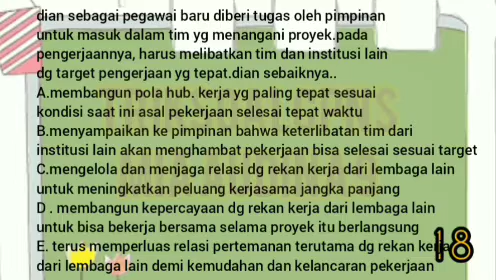 dian sebagai pegawai baru diberi tugas oleh pimpinan
untuk masuk dalam tim yg menangani proyek.pada
pengerjaannya, harus melibatkan tim dan institusi lain
dg target pengerjaan yg tepat.dian sebaiknya..
A.membangun pola hub. kerja yg paling tepat sesuai
kondisi saat ini asal pekerjaan selesai tepat waktu
B.menyampaikan ke pimpinan bahwa keterlibatan tim dari
institusi lain akan menghambat pekerjaan bisa selesai sesuai target
C.mengelola dan menjaga relasi dg rekan kerja dari lembaga lain
untuk meningkatkan peluang kerjasama jangka panjang
D . membangun kepercayaan dg rekan kerja dari lembaga lain
untuk bisa bekerja bersama selama proyek itu berlangsung
E. terus memperluas relasi pertemanan terutama dg rekan kerja
dari lembaga lain demi kemudahan dan kelancaran pekerjaan
18